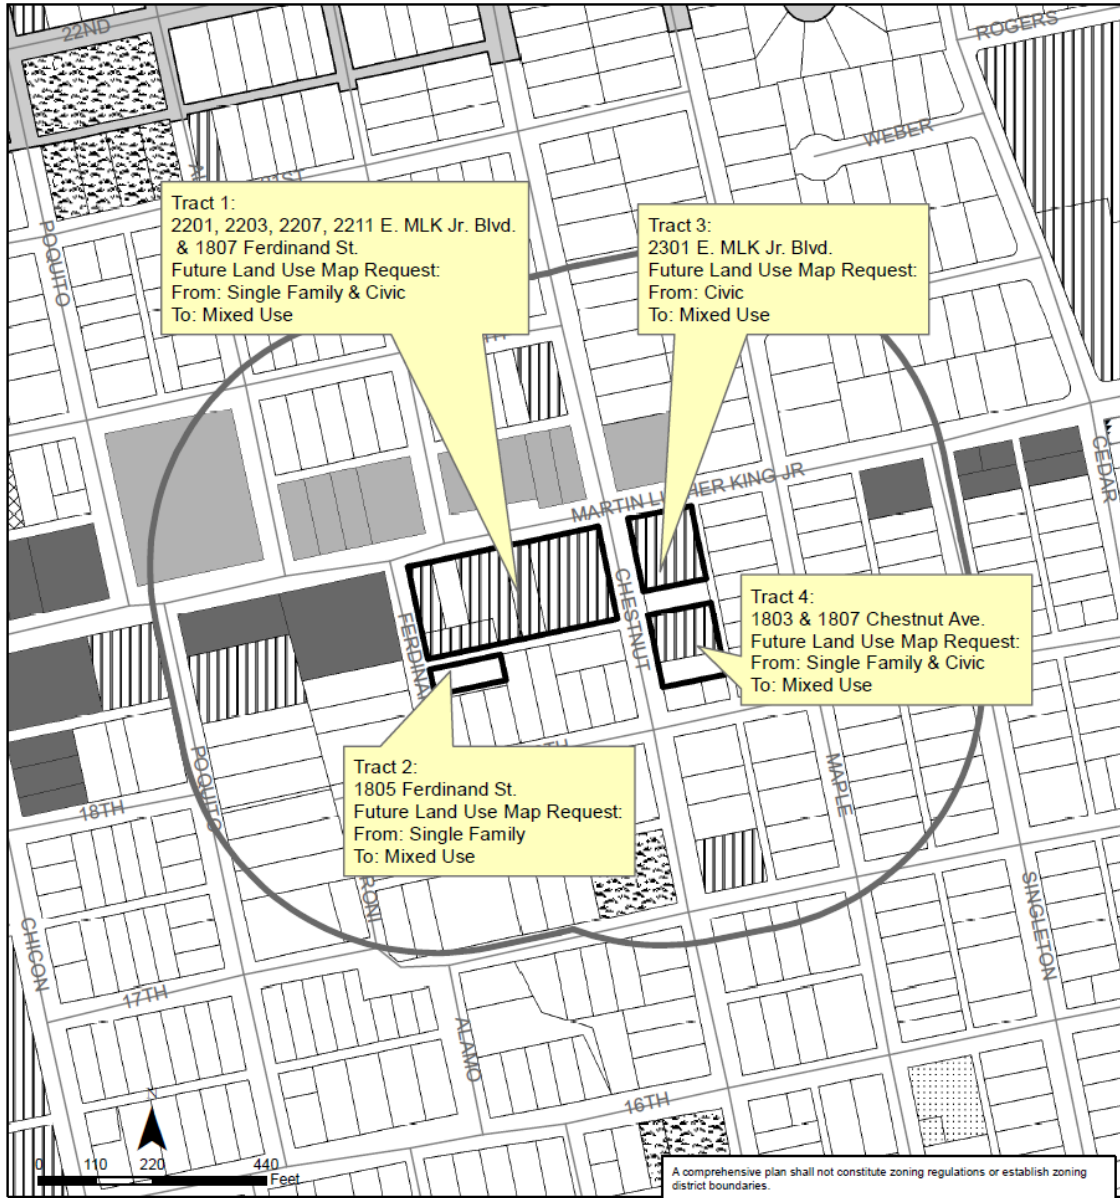 22ND
ROGERS
WEBER
21ST
POQUITO
Tract 1:
2201, 2203, 2207, 2211 E. MLK Jr. Blvd.
& 1807 Ferdinand St.
Future Land Use Map Request:
From: Single Family & Civic
To: Mixed Use
Tract 3:
2301 E. MLK Jr. Blvd.
Future Land Use Map Request:
From: Civic
To: Mixed Use
CEDAR
MARTIN LUTHER KING JR
CHESTNUT
Tract 4:
1803 & 1807 Chestnut Ave.
Future Land Use Map Request:
From: Single Family & Civic
To: Mixed Use
Tract 2:
1805 Ferdinand St.
Future Land Use Map Request:
From: Single Family
To: Mixed Use
POQUITO
MAPLE
18TH
CHICON
SINGLETON
17TH
ALAMO
16TH
N
0 110 220 440
Feet
A comprehensive plan shall not constitute zoning regulations or establish zoning
district boundaries.